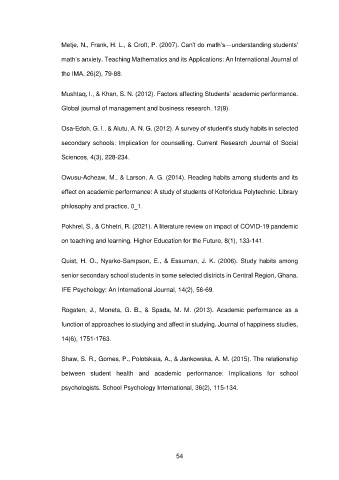 Metje, N., Frank, H. L., & Croft, P. (2007). Can't do math's—understanding students'
math's anxiety. Teaching Mathematics and its Applications: An International Journal of
the IMA, 26(2), 79-88.
Mushtaq, I., & Khan, S. N. (2012). Factors affecting Students' academic performance.
Global journal of management and business research, 12(9).
Osa-Edoh, G. I., & Alutu, A. N. G. (2012). A survey of student's study habits in selected
secondary schools: Implication for counselling. Current Research Journal of Social
Sciences, 4(3), 228-234.
Owusu-Acheaw, M., & Larson, A. G. (2014). Reading habits among students and its
effect on academic performance: A study of students of Koforidua Polytechnic. Library
philosophy and practice, 0_1.
Pokhrel, S., & Chhetri, R. (2021). A literature review on impact of COVID-19 pandemic
on teaching and learning. Higher Education for the Future, 8(1), 133-141.
Quist, H. O., Nyarko-Sampson, E., & Essuman, J. K. (2006). Study habits among
senior secondary school students in some selected districts in Central Region, Ghana.
IFE Psychology: An International Journal, 14(2), 56-69.
Rogaten, J., Moneta, G. B., & Spada, M. M. (2013). Academic performance as a
function of approaches to studying and affect in studying. Journal of happiness studies,
14(6), 1751-1763.
Shaw, S. R., Gomes, P., Polotskaia, A., & Jankowska, A. M. (2015). The relationship
between student health and academic performance: Implications for school
psychologists. School Psychology International, 36(2), 115-134.
54